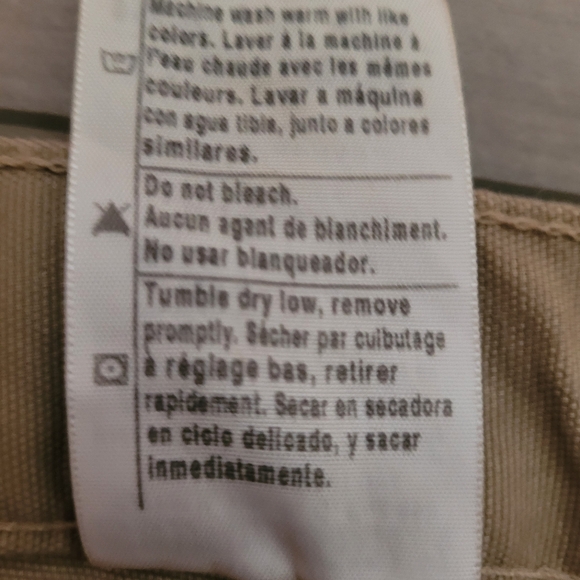 Machine wash warm with like
colors. Laver à la machine à
l'eau chaude avec les mêmes
couleurs. Lavar a máquina
con agua tibia, junto a colores
similares.
Do not bleach.
Aucun agent de blanchiment.
No usar blanqueador.
Tumble dry low, remove
promptly. Sécher par culbutage
à réglage bas, retirer
rapidement. Secar en secadora
en ciclo delicado, y sacar
inmediatamente.